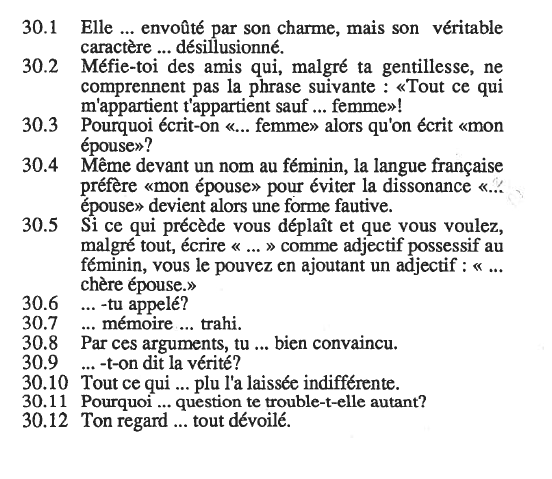 30.1 Elle ... envoûté par son charme, mais son véritable
caractère ... désillusionné.
30.2 Méfie-toi des amis qui, malgré ta gentillesse, ne
comprennent pas la phrase suivante : «Tout ce qui
m'appartient t'appartient sauf ... femme»!
30.3 Pourquoi écrit-on «... femme» alors qu'on écrit «mon
épouse»?
30.4 Même devant un nom au féminin, la langue française
préfère «mon épouse» pour éviter la dissonance «...
épouse» devient alors une forme fautive.
30.5 Si ce qui précède vous déplaît et que vous voulez,
malgré tout, écrire « ... » comme adjectif possessif au
féminin, vous le pouvez en ajoutant un adjectif : « ...
chère épouse.»
30.6 ... -tu appelé?
30.7 ... mémoire ... trahi.
30.8 Par ces arguments, tu ... bien convaincu.
30.9 ... -t-on dit la vérité?
30.10 Tout ce qui ... plu l'a laissée indifférente.
30.11 Pourquoi ... question te trouble-t-elle autant?
30.12 Ton regard ... tout dévoilé.